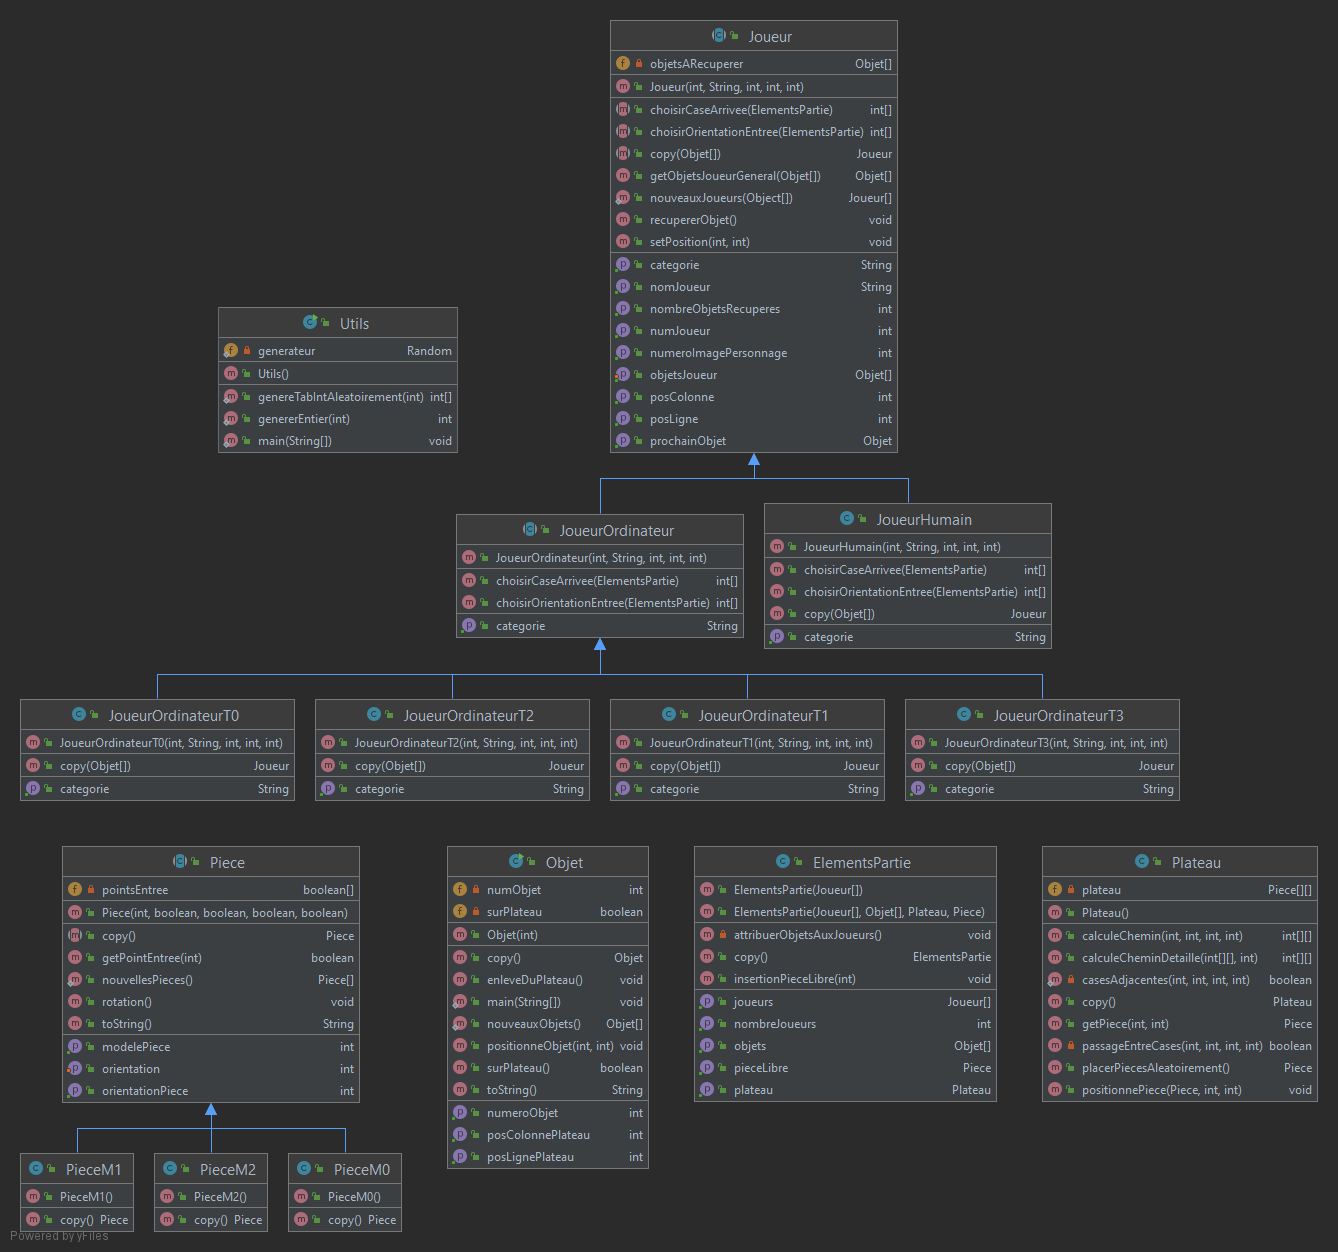 Joueur
objetsARecuperer Objet[]
Joueur(int, String, int, int, int)
choisirCaseArrivee(ElementsPartie) int[]
choisirOrientationEntree(ElementsPartie) int[]
copy(Objet[]) Joueur
getObjetsJoueurGeneral(Objet[]) Objet[]
nouveauxJoueurs(Object[]) Joueur[]
recupererObjet() void
setPosition(int, int) void
categorie String
nomJoueur String
nombreObjetsRecuperes int
numJoueur int
numeroImagePersonnage int
objetsJoueur Objet[]
posColonne int
posLigne int
prochainObjet Objet
Utils
generateur Random
Utils()
genereTabIntAleatoirement(int) int[]
genererEntier(int) int
main(String[]) void
JoueurOrdinateur
JoueurOrdinateur(int, String, int, int, int)
choisirCaseArrivee(ElementsPartie) int[]
choisirOrientationEntree(ElementsPartie) int[]
categorie String
JoueurHumain
JoueurHumain(int, String, int, int, int)
choisirCaseArrivee(ElementsPartie) int[]
choisirOrientationEntree(ElementsPartie) int[]
copy(Objet[]) Joueur
categorie String
JoueurOrdinateurT0
JoueurOrdinateurT0(int, String, int, int, int)
copy(Objet[]) Joueur
categorie String
JoueurOrdinateurT2
JoueurOrdinateurT2(int, String, int, int, int)
copy(Objet[]) Joueur
categorie String
JoueurOrdinateurT1
JoueurOrdinateurT1(int, String, int, int, int)
copy(Objet[]) Joueur
categorie String
JoueurOrdinateurT3
JoueurOrdinateurT3(int, String, int, int, int)
copy(Objet[]) Joueur
categorie String
Piece
pointsEntree boolean[]
Piece(int, boolean, boolean, boolean, boolean)
copy() Piece
getPointEntree(int) boolean
nouvellesPieces() Piece[]
rotation() void
toString() String
modelePiece int
orientation int
orientationPiece int
Objet
numObjet int
surPlateau boolean
Objet(int)
copy() Objet
enleveDuPlateau() void
main(String[]) void
nouveauxObjets() Objet[]
positionneObjet(int, int) void
surPlateau() boolean
toString() String
numeroObjet int
posColonnePlateau int
posLignePlateau int
ElementsPartie
ElementsPartie(Joueur[])
ElementsPartie(Joueur[], Objet[], Plateau, Piece)
attribuerObjetsAuxJoueurs() void
copy() ElementsPartie
insertionPieceLibre(int) void
joueurs Joueur[]
nombreJoueurs int
objets Objet[]
pieceLibre Piece
plateau Plateau
Plateau
plateau Piece[][]
Plateau()
calculeChemin(int, int, int, int) int[][]
calculeCheminDetaille(int[][], int, int) int[][]
casesAdjacentes(int, int, int, int) boolean
copy() Plateau
getPiece(int, int) Piece
passageEntreCases(int, int, int, int) boolean
placerPiecesAleatoirement() Piece
positionnePiece(Piece, int, int) void
PieceM1
PieceM1()
copy() Piece
PieceM2
PieceM2()
copy() Piece
PieceM0
PieceM0()
copy() Piece
Powered by yFiles